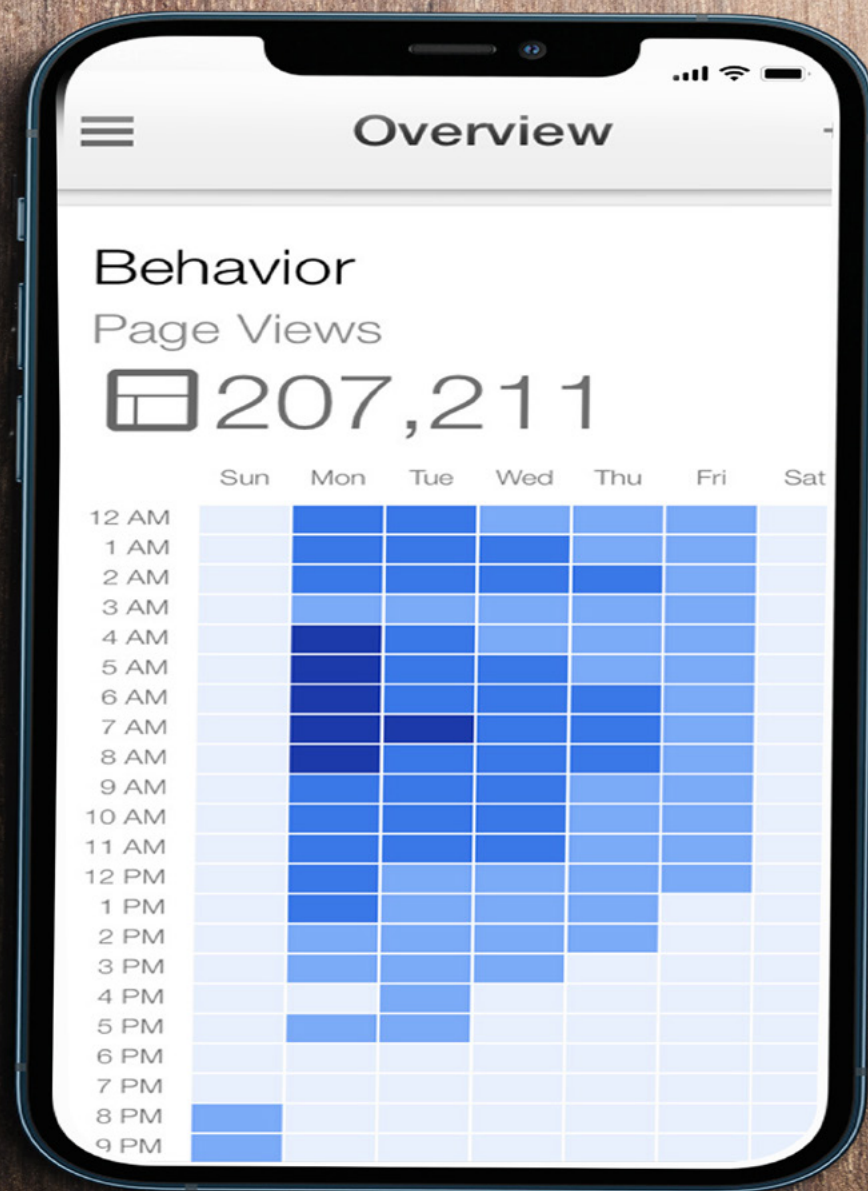 Overview
Behavior
Page Views
207,211
Sun Mon Tue Wed Thu Fri Sat
12 AM
1 AM
2 AM
3 AM
4 AM
5 AM
6 AM
7 AM
8 AM
9 AM
10 AM
11 AM
12 PM
1 PM
2 PM
3 PM
4 PM
5 PM
6 PM
7 PM
8 PM
9 PM